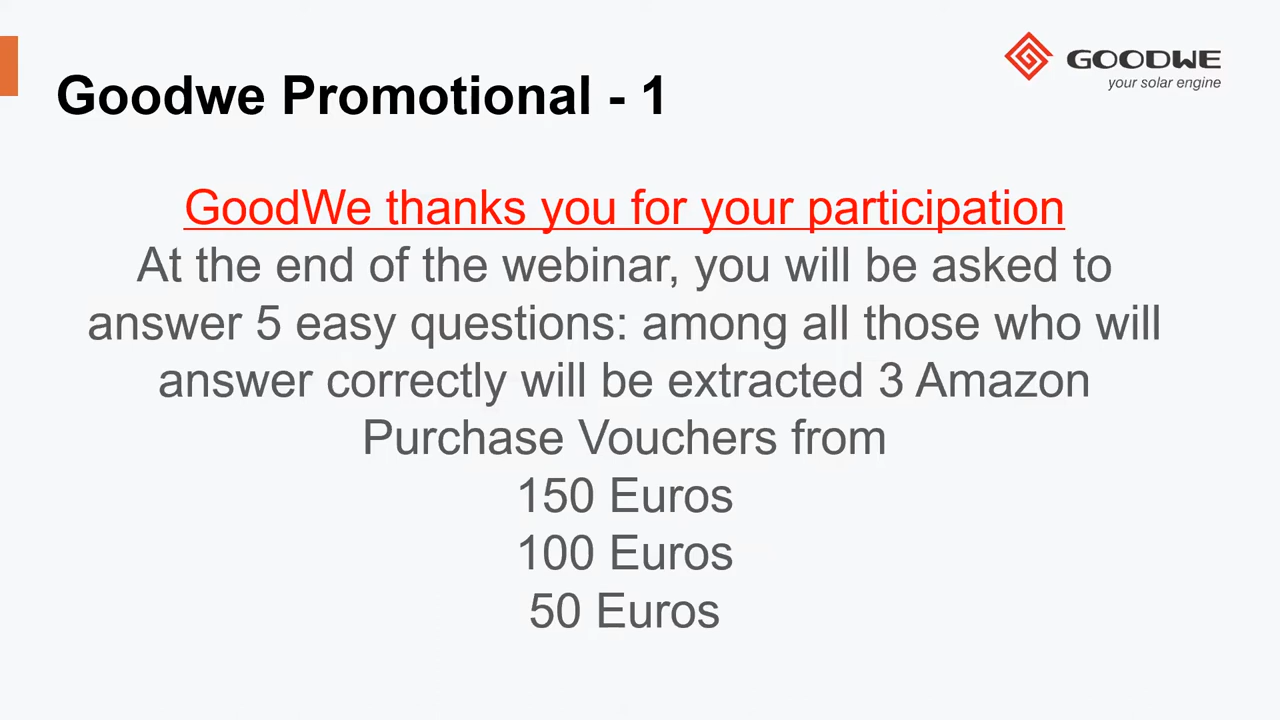 GOODWE
your solar engine
Goodwe Promotional - 1
GoodWe thanks you for your participation
At the end of the webinar, you will be asked to
answer 5 easy questions: among all those who will
answer correctly will be extracted 3 Amazon
Purchase Vouchers from
150 Euros
100 Euros
50 Euros